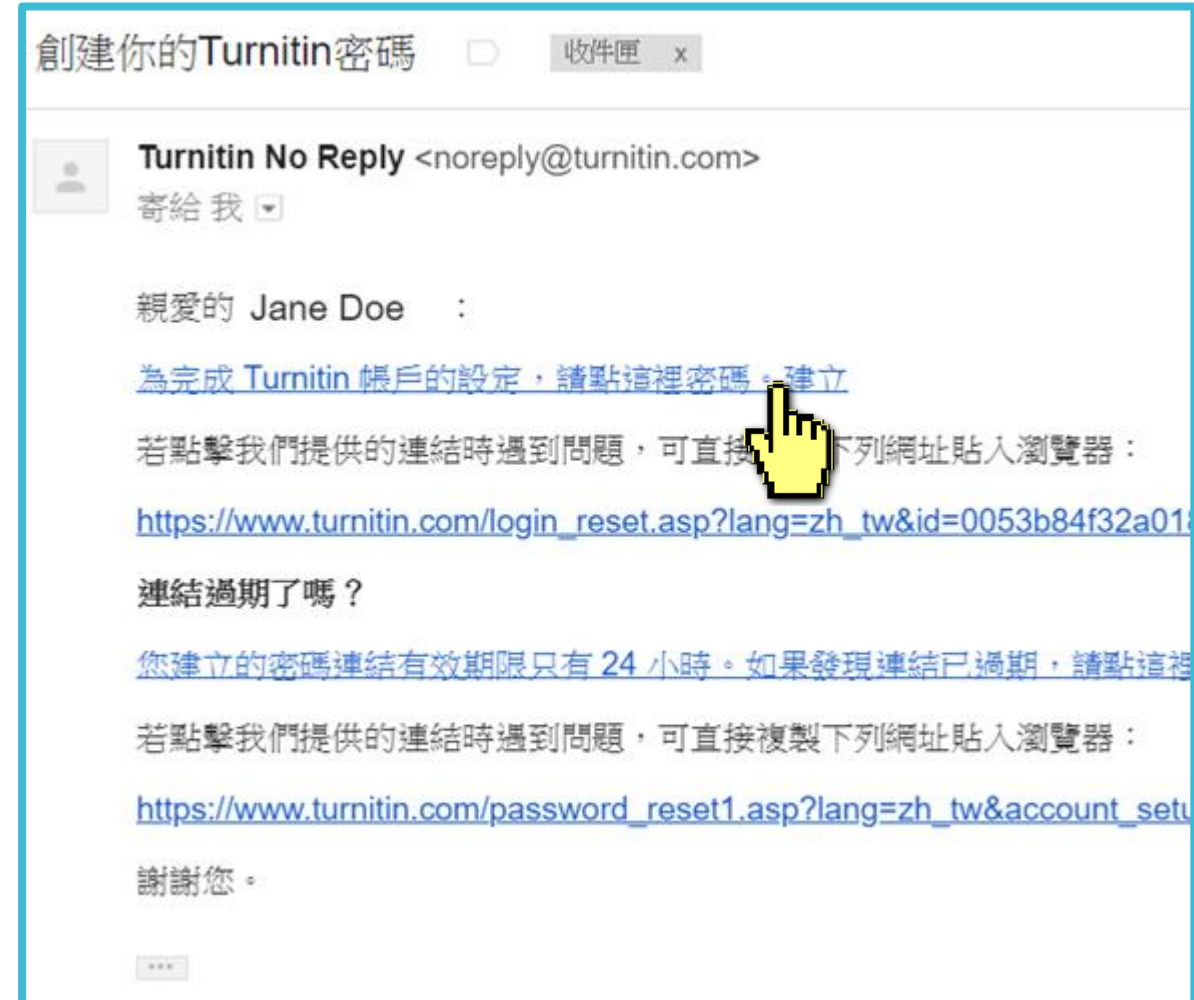 創建你的Turnitin密碼 收件匣 x
Turnitin No Reply <noreply@turnitin.com>
寄給 我
親愛的 Jane Doe ：
為完成 Turnitin 帳戶的設定，請點這裡密碼。建立
若點擊我們提供的連結時遇到問題，可直接 下列網址貼入瀏覽器：
https://www.turnitin.com/login_reset.asp?lang=zh_tw&id=0053b84f32a018
連結過期了嗎？
您建立的密碼連結有效期限只有 24 小時。如果發現連結已過期，請點這裡
若點擊我們提供的連結時遇到問題，可直接複製下列網址貼入瀏覽器：
https://www.turnitin.com/password_reset1.asp?lang=zh_tw&account_setu
謝謝您。